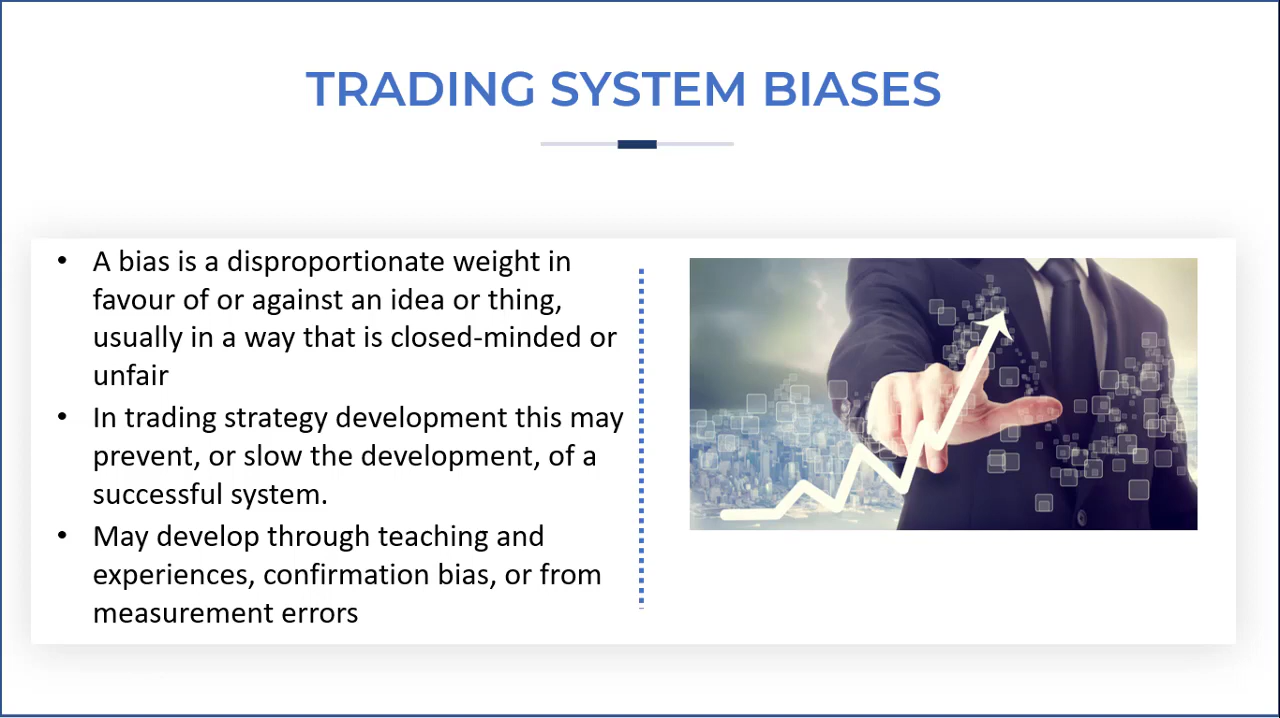 TRADING SYSTEM BIASES
• A bias is a disproportionate weight in
favour of or against an idea or thing,
usually in a way that is closed-minded or
unfair
• In trading strategy development this may
prevent, or slow the development, of a
successful system.
• May develop through teaching and
experiences, confirmation bias, or from
measurement errors